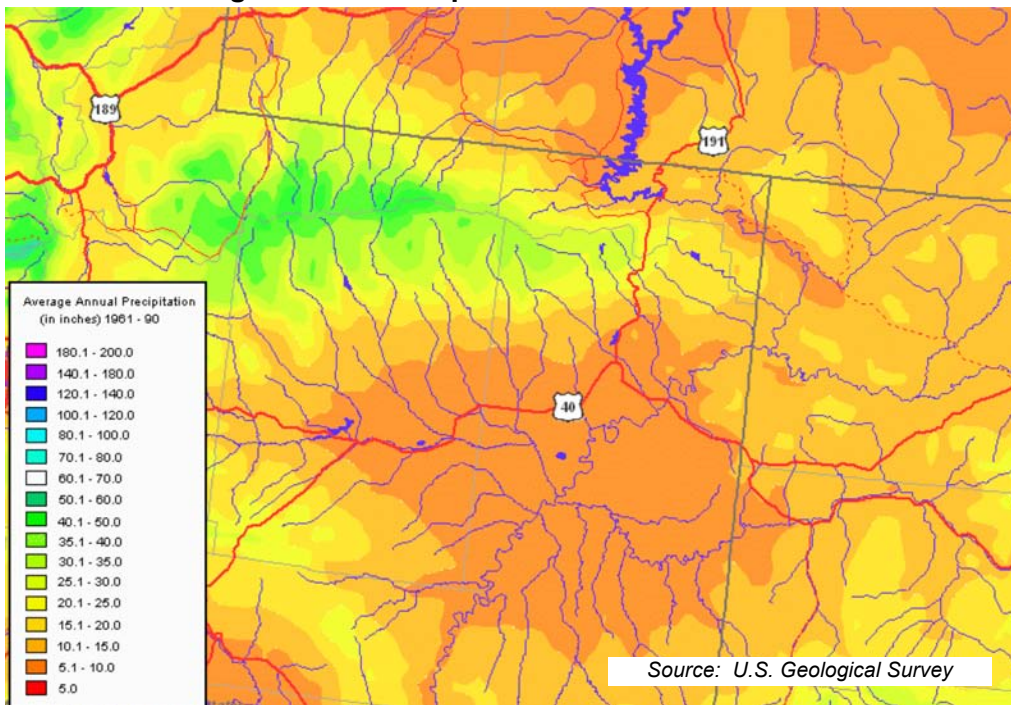 189
191
40
Average Annual Precipitation
(in inches) 1961 - 90
180.1 - 200.0
140.1 - 180.0
120.1 - 140.0
100.1 - 120.0
80.1 - 100.0
70.1 - 80.0
60.1 - 70.0
50.1 - 60.0
40.1 - 50.0
35.1 - 40.0
30.1 - 35.0
25.1 - 30.0
20.1 - 25.0
15.1 - 20.0
10.1 - 15.0
5.1 - 10.0
5.0
Source: U.S. Geological Survey